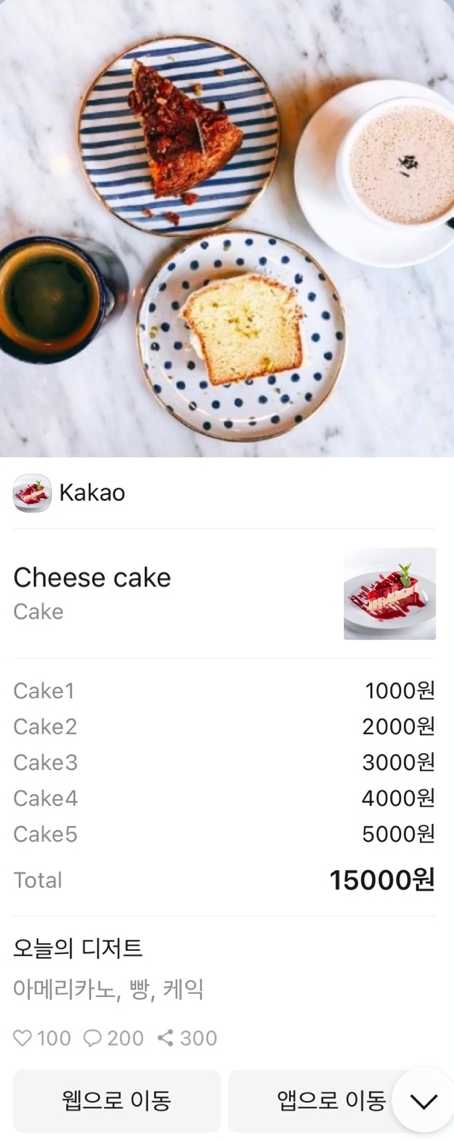 Kakao
Cheese cake
Cake
Cake1 1000원
Cake2 2000원
Cake3 3000원
Cake4 4000원
Cake5 5000원
Total 15000원
오늘의 디저트
아메리카노, 빵, 케익
100 200 300
웹으로 이동 앱으로 이동